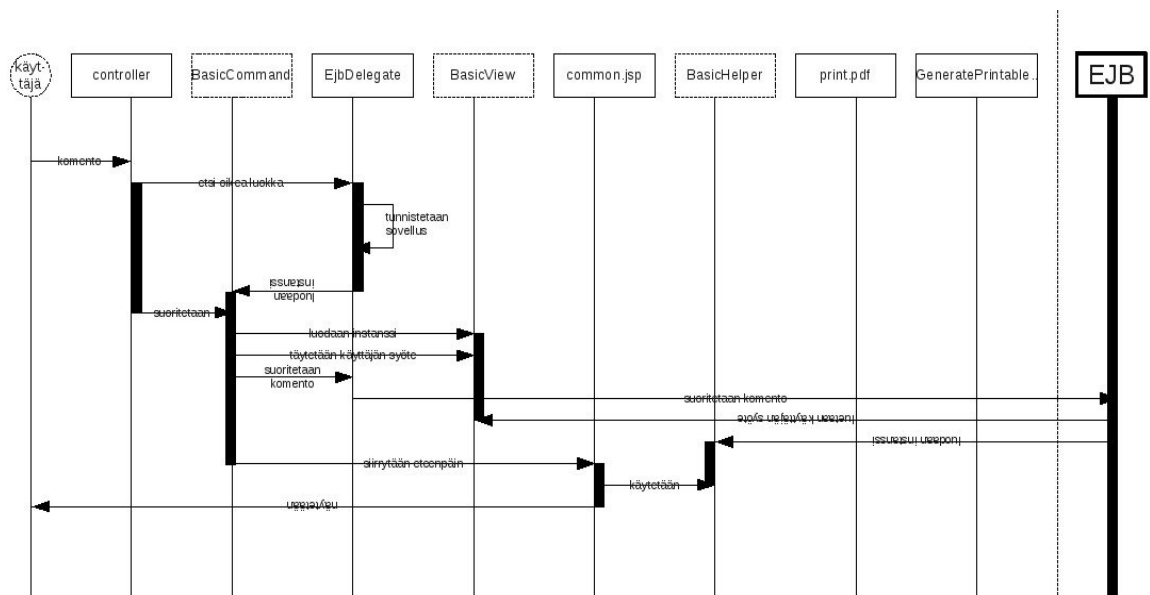 käyt-
täjä
controller
BasicCommand
EjbDelegate
BasicView
common.jsp
BasicHelper
print.pdf
GeneratePrintable..
EJB
komento
etsi oikea luokka
tunnistetaan
sovellus
luodaan
instanssi
suoritetaan
luodaan instanssi
täytetään käyttäjän syöte
suoritetaan
komento
suoritetaan komento
luetaan käyttäjän syöte
luodaan instanssi
siirrytään eteenpäin
käytetään
näytetään